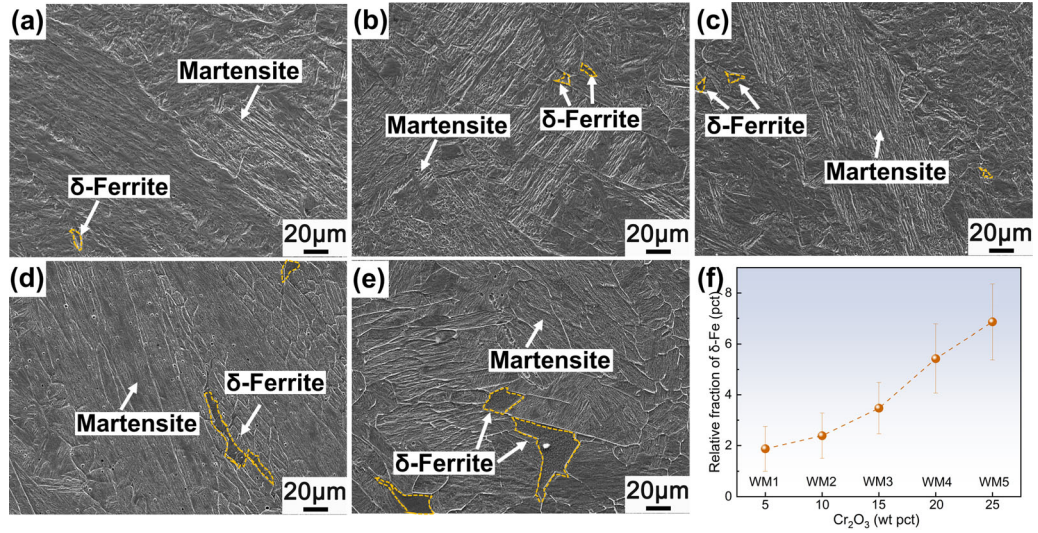 (a)
Martensite
δ-Ferrite
20μm
(b)
δ-Ferrite
Martensite
20μm
(c)
δ-Ferrite
Martensite
20μm
(d)
δ-Ferrite
Martensite
20μm
(e)
Martensite
δ-Ferrite
20μm
(f)
Relative fraction of δ-Fe (pct)
8
6
4
2
0
WM1 WM2 WM3 WM4 WM5
5 10 15 20 25
Cr₂O₃ (wt pct)